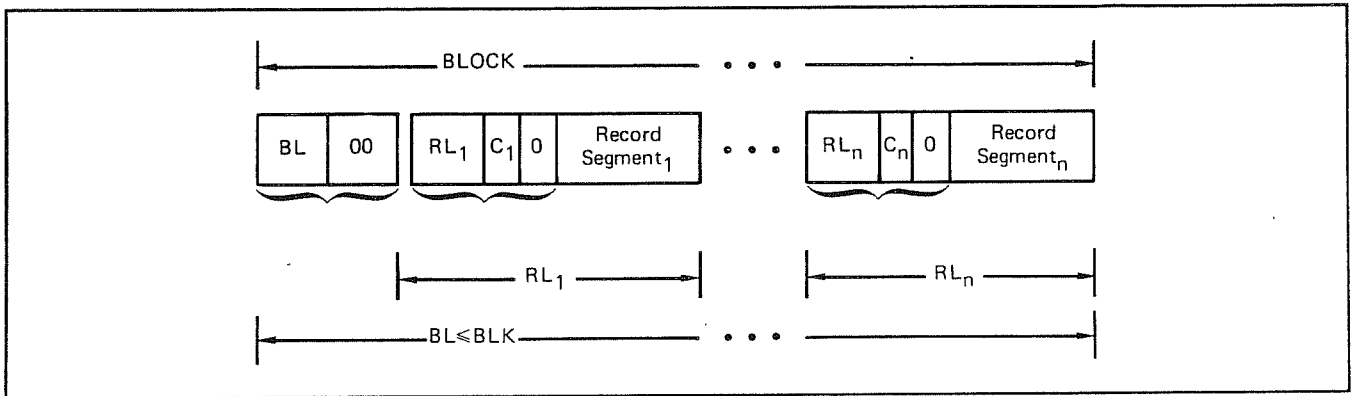 BLOCK
BL 00 RL₁ C₁ 0 Record Segment₁ • • • RLₙ Cₙ 0 Record Segmentₙ
RL₁ RLₙ
BL≤BLK • • •